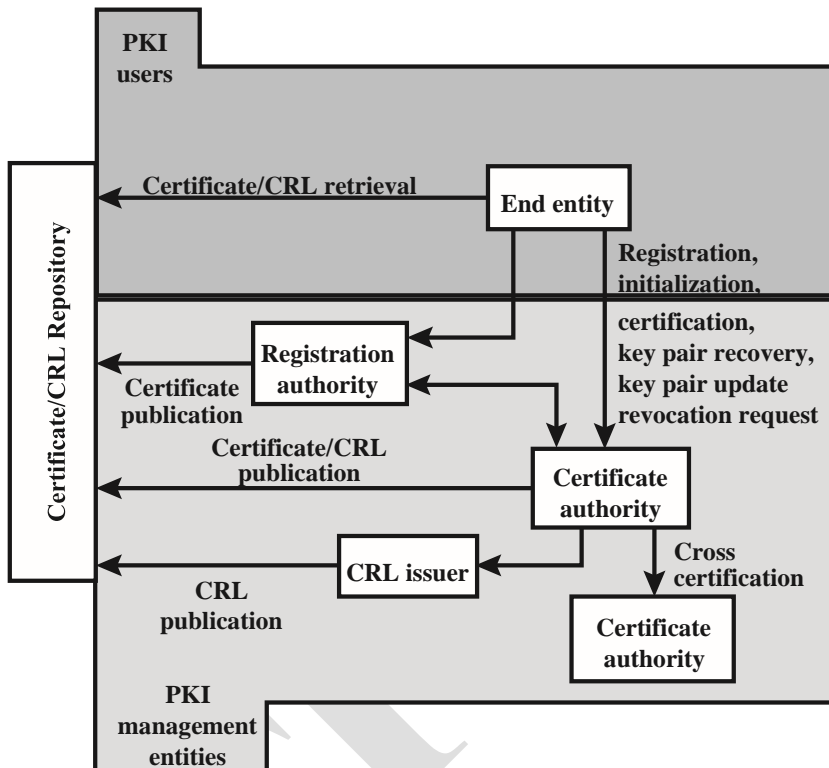 PKI
users
Certificate/CRL retrieval
End entity
Certificate/CRL Repository
Registration,
initialization,
certification,
key pair recovery,
key pair update
revocation request
Registration
authority
Certificate
publication
Certificate/CRL
publication
Certificate
authority
CRL issuer
CRL
publication
Cross
certification
Certificate
authority
PKI
management
entities